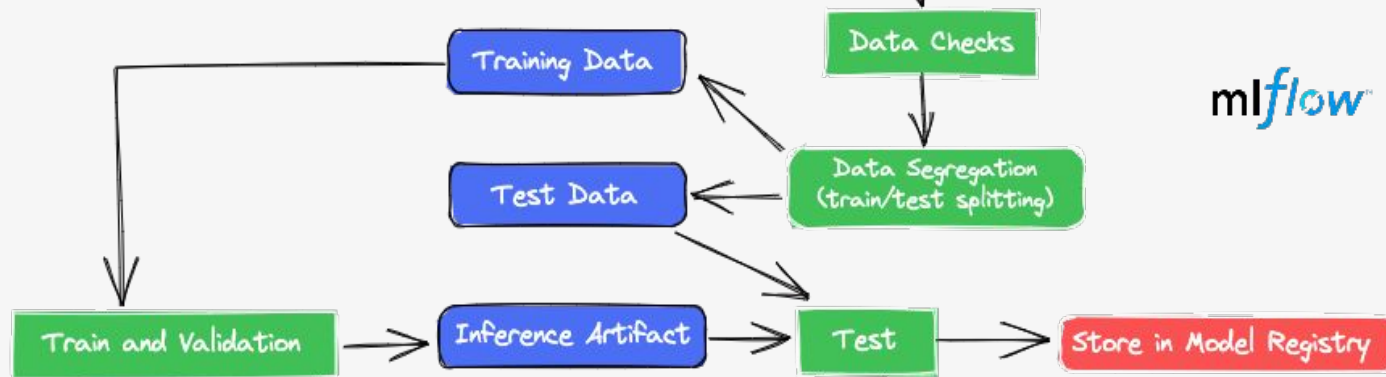 Data Checks
Training Data
mlflow™
Data Segregation
(train/test splitting)
Test Data
Train and Validation
Inference Artifact
Test
Store in Model Registry